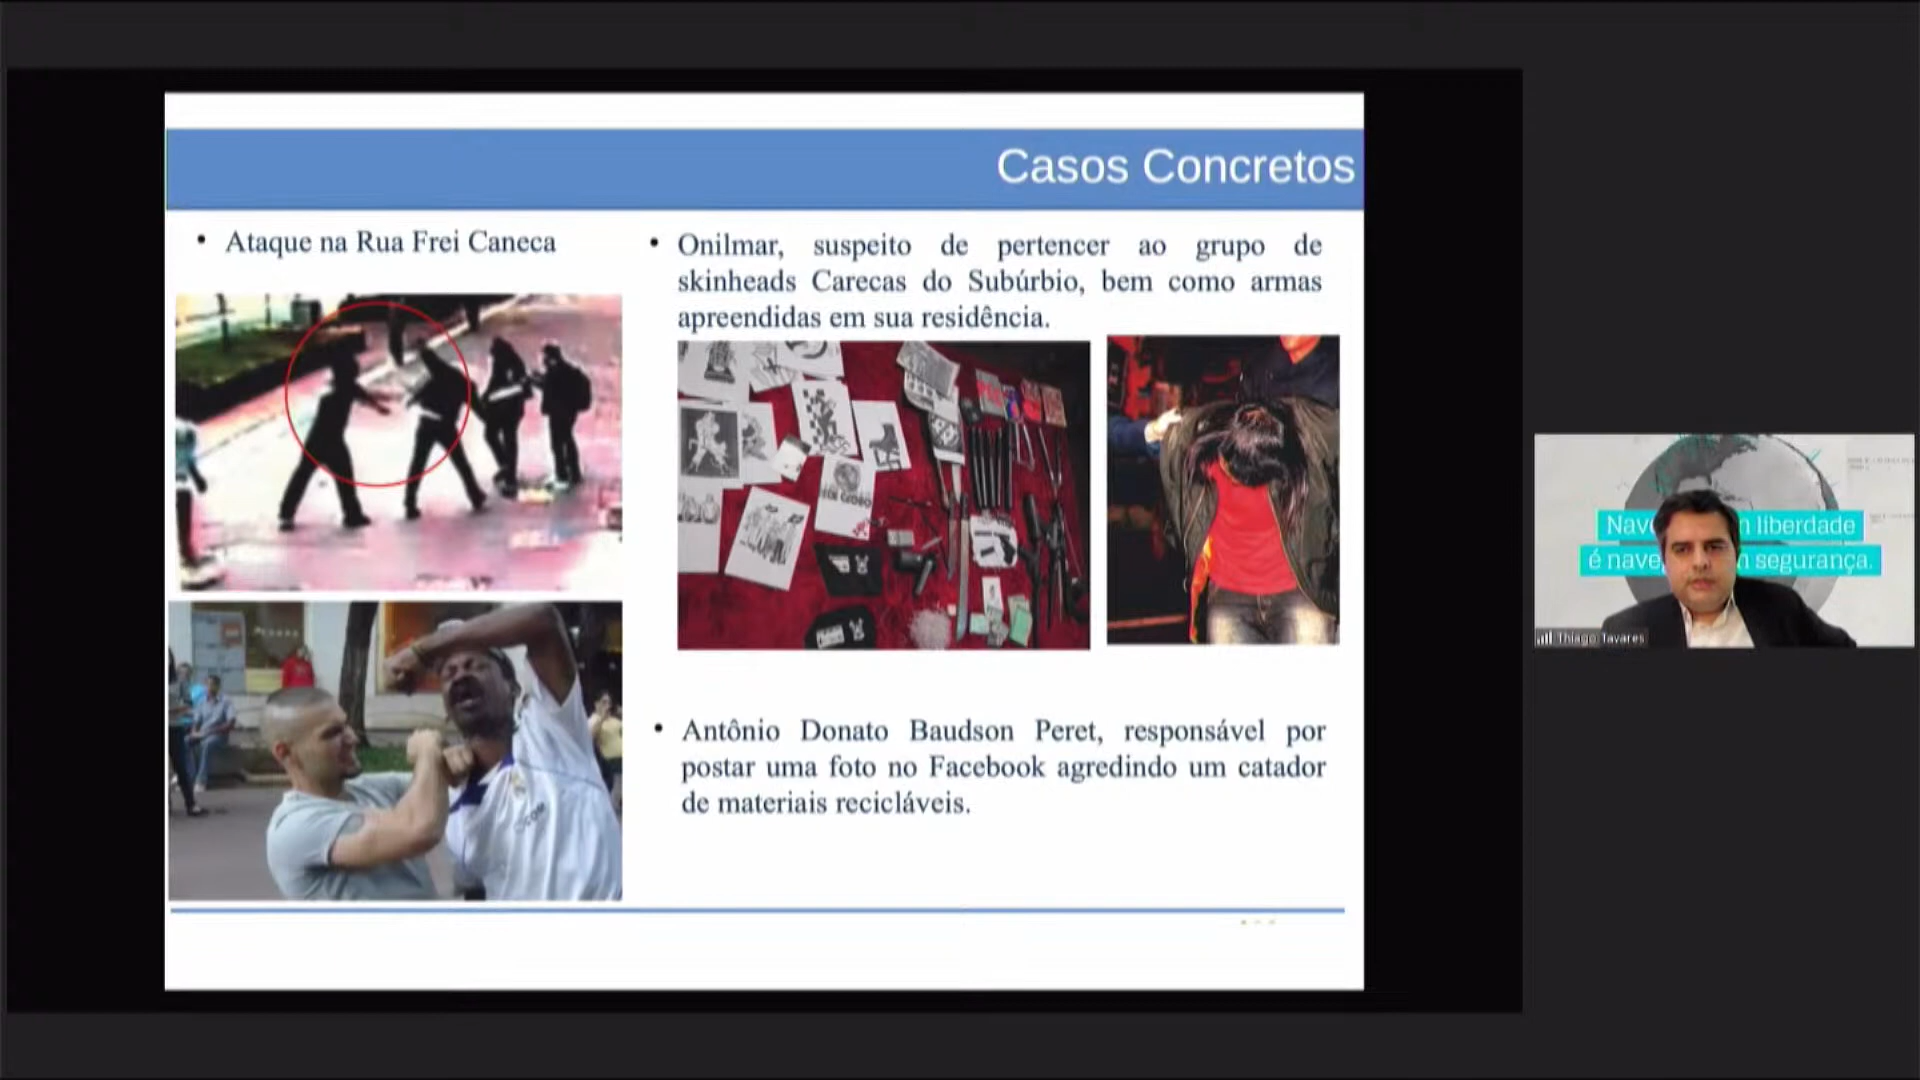 Casos Concretos
• Ataque na Rua Frei Caneca
• Onilmar, suspeito de pertencer ao grupo de
skinheads Carecas do Subúrbio, bem como armas
apreendidas em sua residência.
• Antônio Donato Baudson Peret, responsável por
postar uma foto no Facebook agredindo um catador
de materiais recicláveis.
liberdade
é segurança.
Thiago Tavares